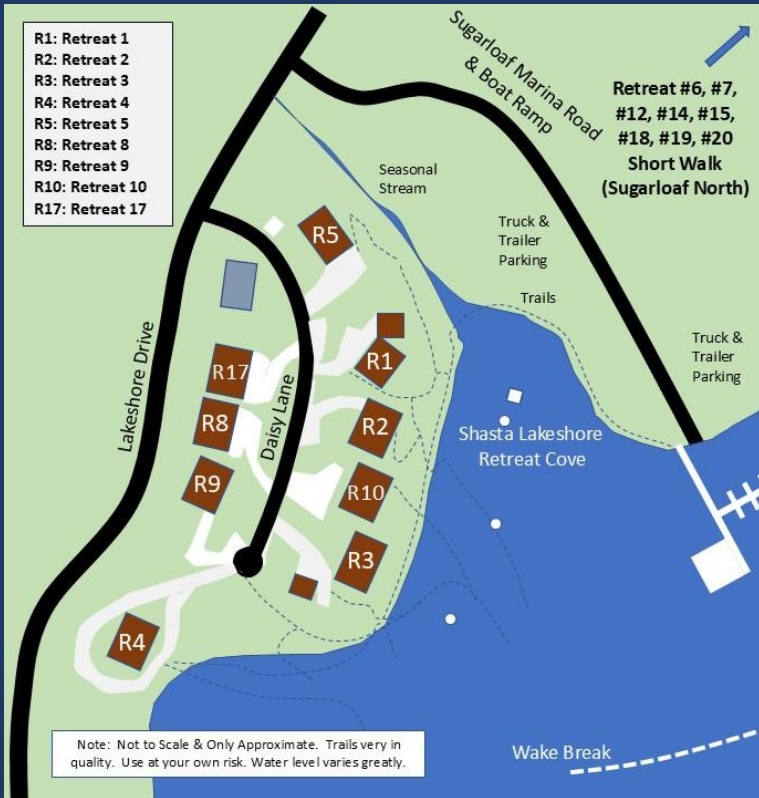 R1: Retreat 1
R2: Retreat 2
R3: Retreat 3
R4: Retreat 4
R5: Retreat 5
R8: Retreat 8
R9: Retreat 9
R10: Retreat 10
R17: Retreat 17
Sugarloaf Marina Road
& Boat Ramp
Retreat #6, #7,
#12, #14, #15,
#18, #19, #20
Short Walk
(Sugarloaf North)
Seasonal
Stream
Truck &
Trailer
Parking
Trails
Truck &
Trailer
Parking
Lakeshore Drive
Daisy Lane
R5
R1
R17
R8
R2
R9
R10
R3
R4
Shasta Lakeshore
Retreat Cove
Wake Break
Note: Not to Scale & Only Approximate. Trails very in
quality. Use at your own risk. Water level varies greatly.